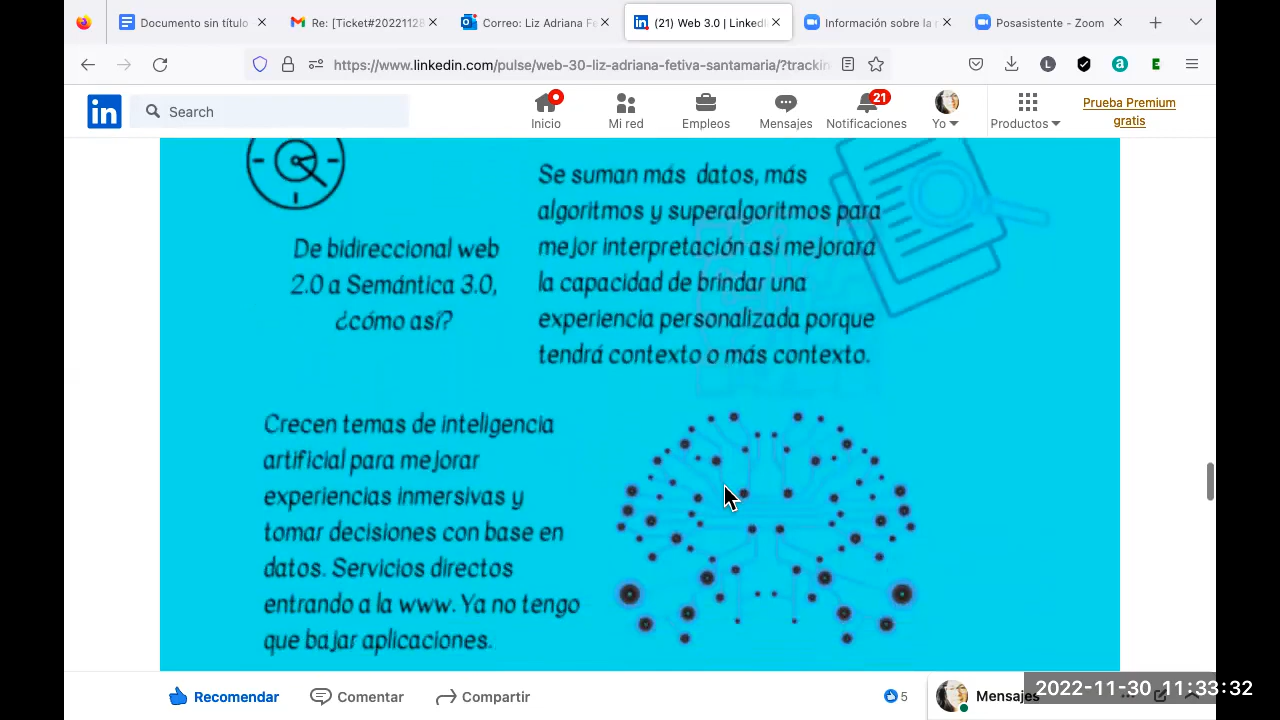 Documento sin título
Re: [Ticket#20221128
Correo: Liz Adriana Fe
(21) Web 3.0 | LinkedI
Información sobre la r
Posasistente - Zoom
https://www.linkedin.com/pulse/web-30-liz-adriana-fetiva-santamaria/?trackin
in
Search
Inicio
Mi red
Empleos
Mensajes
21
Notificaciones
Yo
Productos
Prueba Premium
gratis
De bidireccional web
2.0 a Semántica 3.0,
¿cómo así?
Se suman más datos, más
algoritmos y superalgoritmos para
mejor interpretación así mejorará
la capacidad de brindar una
experiencia personalizada porque
tendrá contexto o más contexto.
Crecen temas de inteligencia
artificial para mejorar
experiencias inmersivas y
tomar decisiones con base en
datos. Servicios directos
entrando a la www. Ya no tengo
que bajar aplicaciones.
Recomendar
Comentar
Compartir
5
Mensajes
2022-11-30 11:33:32